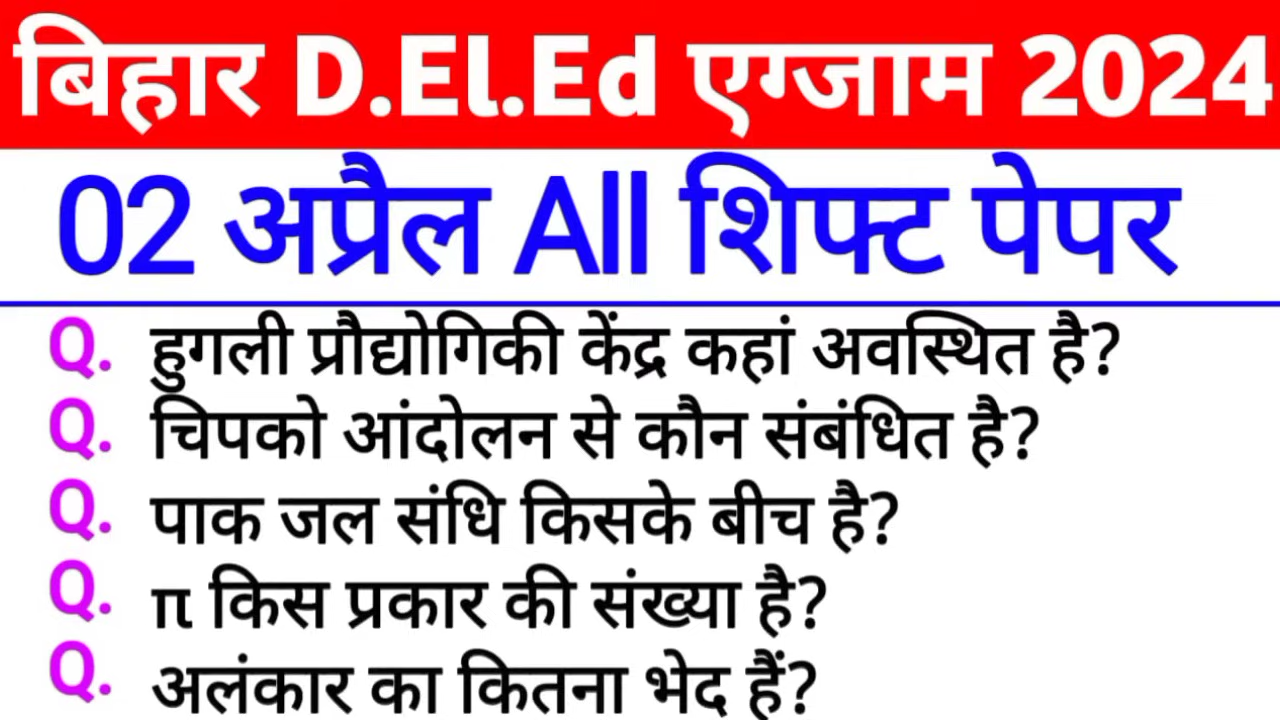 बिहार D.El.Ed एग्जाम 2024
02 अप्रैल All शिफ्ट पेपर
Q. हुगली प्रौद्योगिकी केंद्र कहां अवस्थित है?
Q. चिपको आंदोलन से कौन संबंधित है?
Q. पाक जल संधि किसके बीच है?
Q. π किस प्रकार की संख्या है?
Q. अलंकार का कितना भेद हैं?